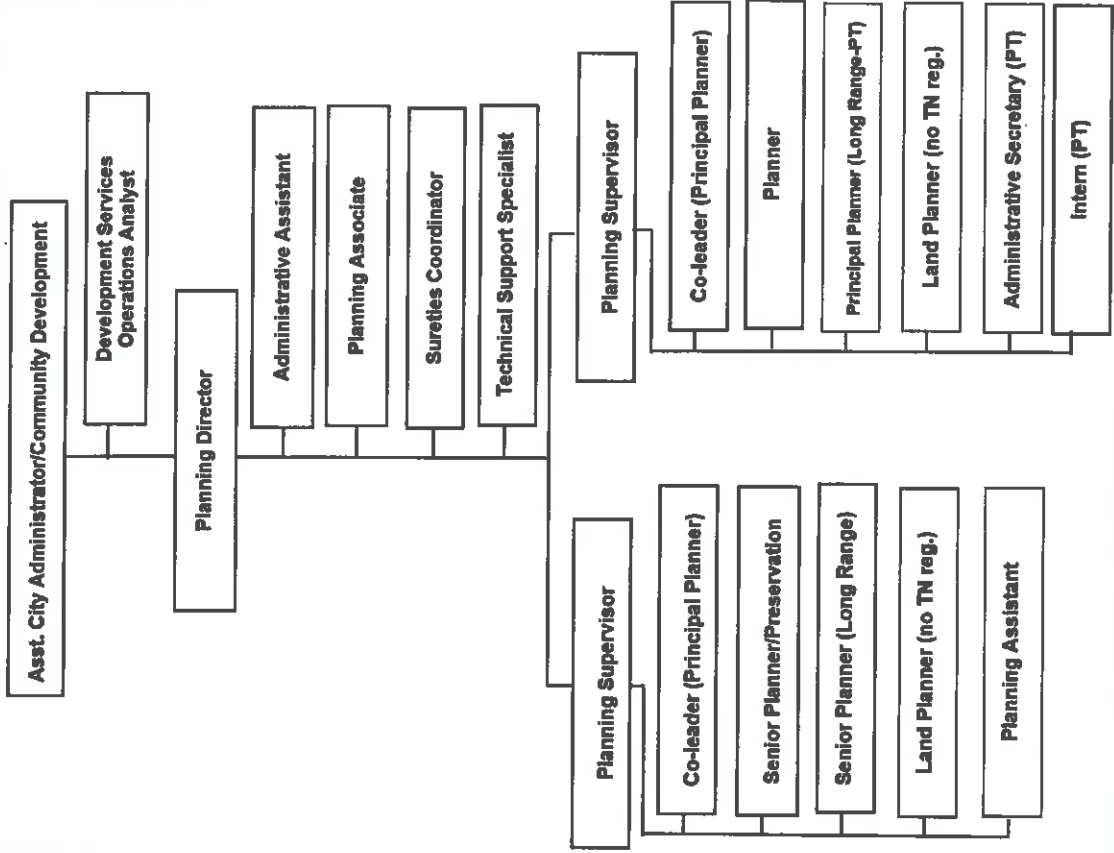 Asst. City Administrator/Community Development
Development Services
Operations Analyst
Planning Director
Administrative Assistant
Planning Associate
Sureties Coordinator
Technical Support Specialist
Planning Supervisor
Co-leader (Principal Planner)
Senior Planner/Preservation
Senior Planner (Long Range)
Land Planner (no TN reg.)
Planning Assistant
Planning Supervisor
Co-leader (Principal Planner)
Planner
Principal Planner (Long Range-PT)
Land Planner (no TN reg.)
Administrative Secretary (PT)
Intern (PT)